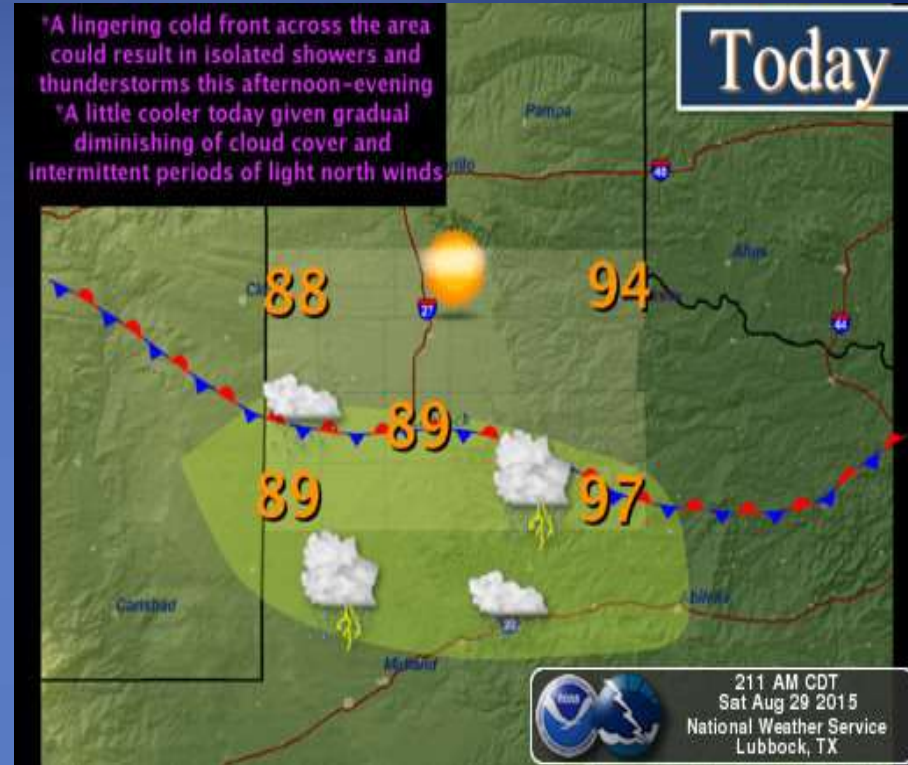 *A lingering cold front across the area
could result in isolated showers and
thunderstorms this afternoon-evening
*A little cooler today given gradual
diminishing of cloud cover and
intermittent periods of light north winds
Today
Pampa
40
Altus
88
94
27
44
89
89
97
Carlsbad
Abilene
20
Midland
211 AM CDT
Sat Aug 29 2015
National Weather Service
Lubbock, TX